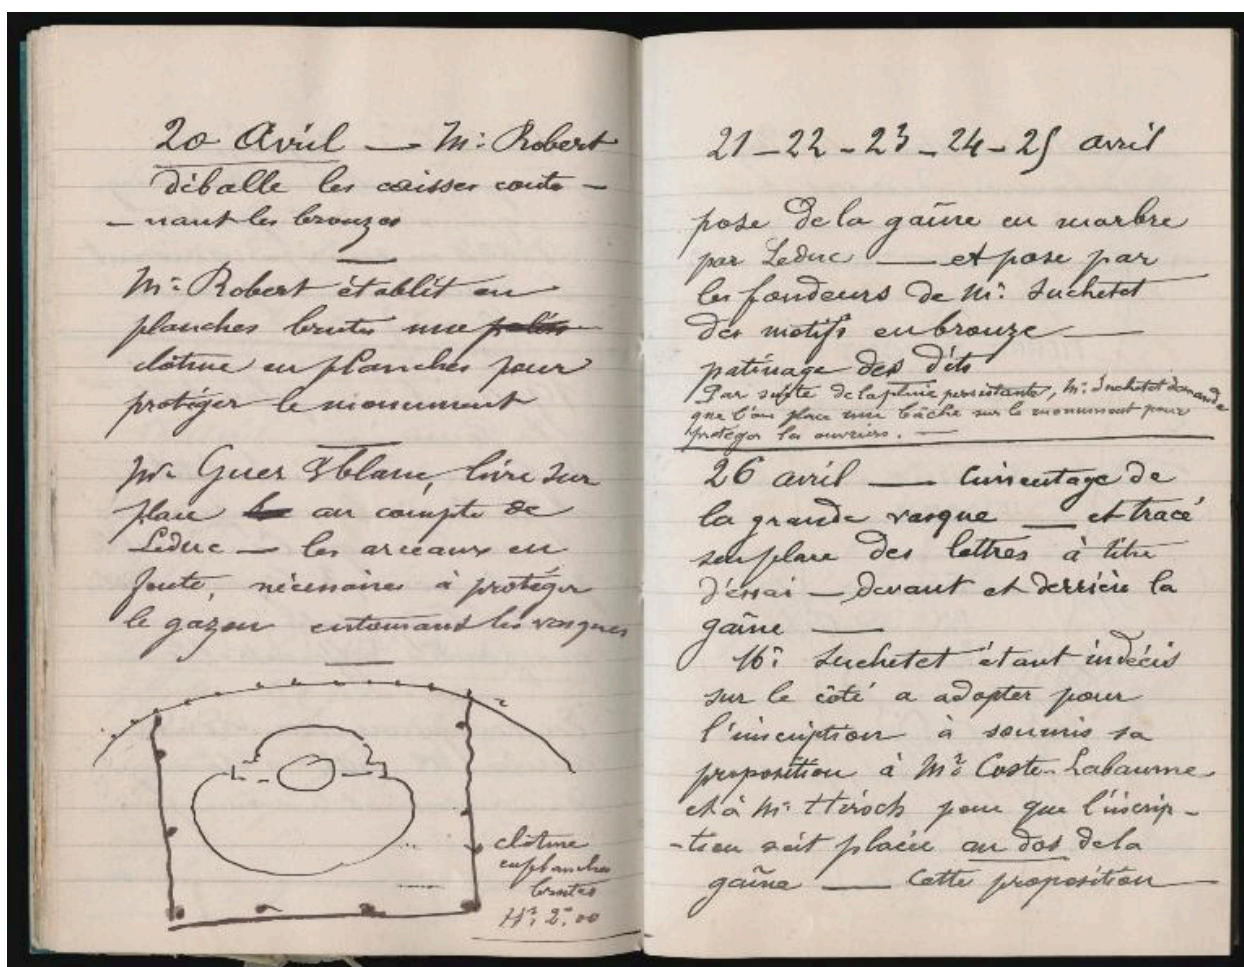 20 Avril — Mr. Robert
déballe les caisses conte -
- nant les bronzes
Mr. Robert établit en
planches brutes une
clôture en planches pour
protéger le monument
Mr. Guer & blanc, livre sur
place au compte de
Leduc — les arceaux en
fonte, nécessaires à protéger
le gazon entourant les vasques
clôture
en planches
brutes
Hr. 2m.00
21 - 22 - 23 - 24 - 25 avril
pose de la gaîne en marbre
par Leduc — et pose par
les fondeurs de Mr. Suchetet
des motifs en bronze —
patinage des dits
Par suite de la pluie persistante, Mr. Suchetet demande
que l'on place une bâche sur le monument pour
protéger les ouvriers. —
26 avril — Cimentage de
la grande vasque — et tracé
sur place des lettres à titre
d'essai — devant et derrière la
gaîne —
Mr. Suchetet étant indécis
sur le côté a adopter pour
l'inscription à soumis sa
proposition à Mr. Coste-Labaume
et à Mr. Hirsch pour que l'inscrip -
- tion soit placée au dos de la
gaîne — Cette proposition —